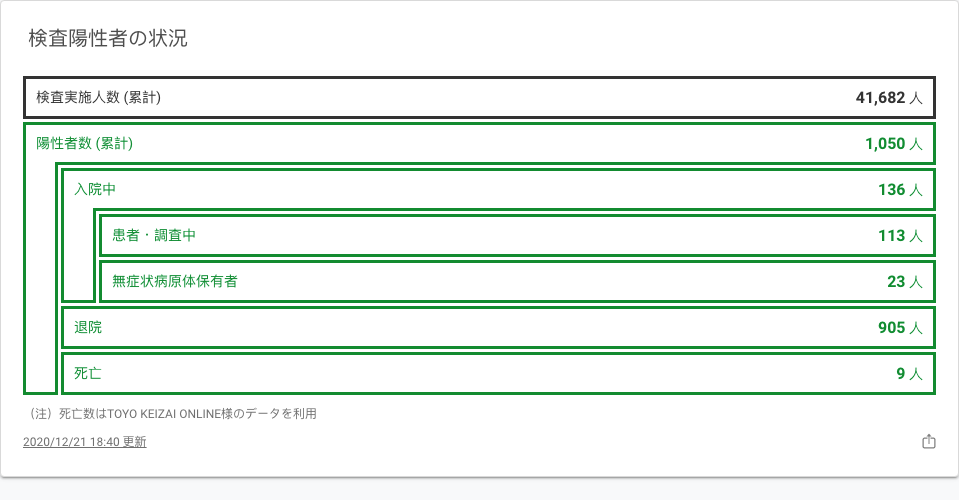 検査陽性者の状況
検査実施人数 (累計) 41,682 人
陽性者数 (累計) 1,050 人
入院中 136 人
患者・調査中 113 人
無症状病原体保有者 23 人
退院 905 人
死亡 9 人
（注）死亡数はTOYO KEIZAI ONLINE様のデータを利用
2020/12/21 18:40 更新